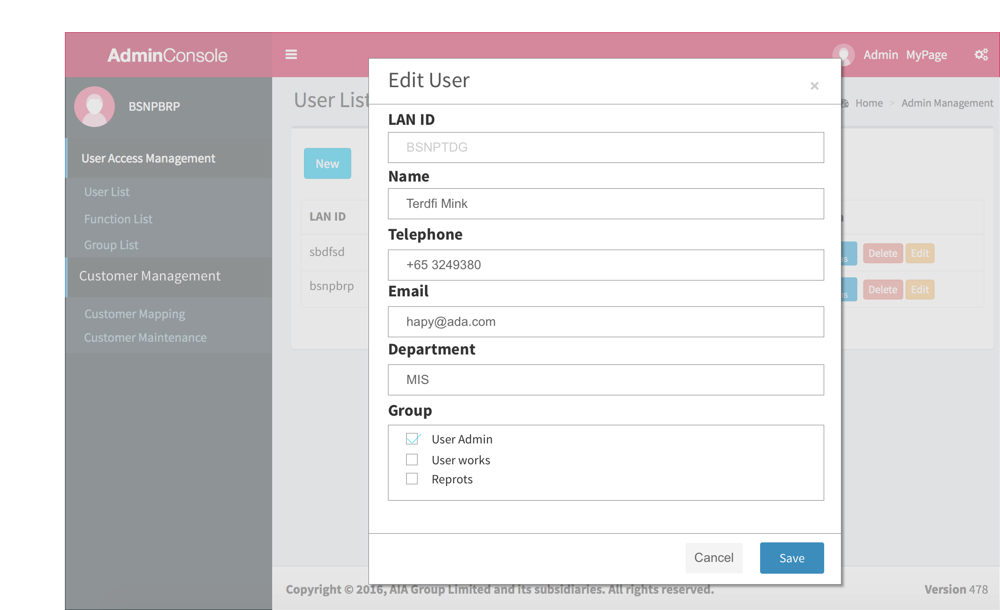 AdminConsole
Admin MyPage
BSNPBRP
User Access Management
User List
Function List
Group List
Customer Management
Customer Mapping
Customer Maintenance
User List
Home > Admin Management
New
LAN ID
sbdfsd
Delete Edit
bsnpbrp
Delete Edit
Edit User
×
LAN ID
BSNPTDG
Name
Terdfi Mink
Telephone
+65 3249380
Email
hapy@ada.com
Department
MIS
Group
User Admin
User works
Reprots
Cancel Save
Copyright © 2016, AIA Group Limited and its subsidiaries. All rights reserved.
Version 478